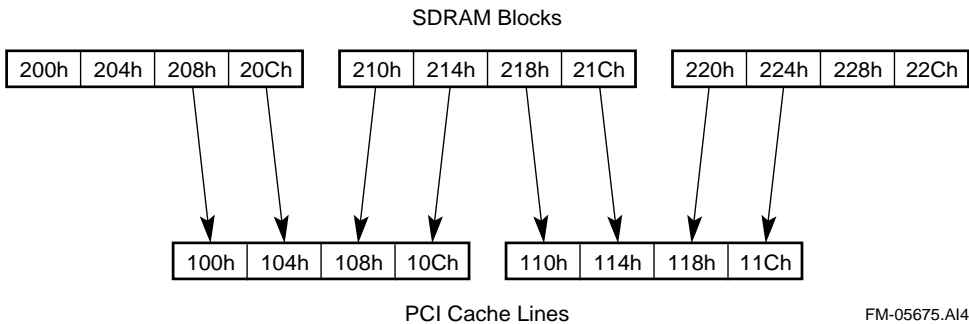 SDRAM Blocks
200h 204h 208h 20Ch 210h 214h 218h 21Ch 220h 224h 228h 22Ch
100h 104h 108h 10Ch 110h 114h 118h 11Ch
PCI Cache Lines
FM-05675.AI4